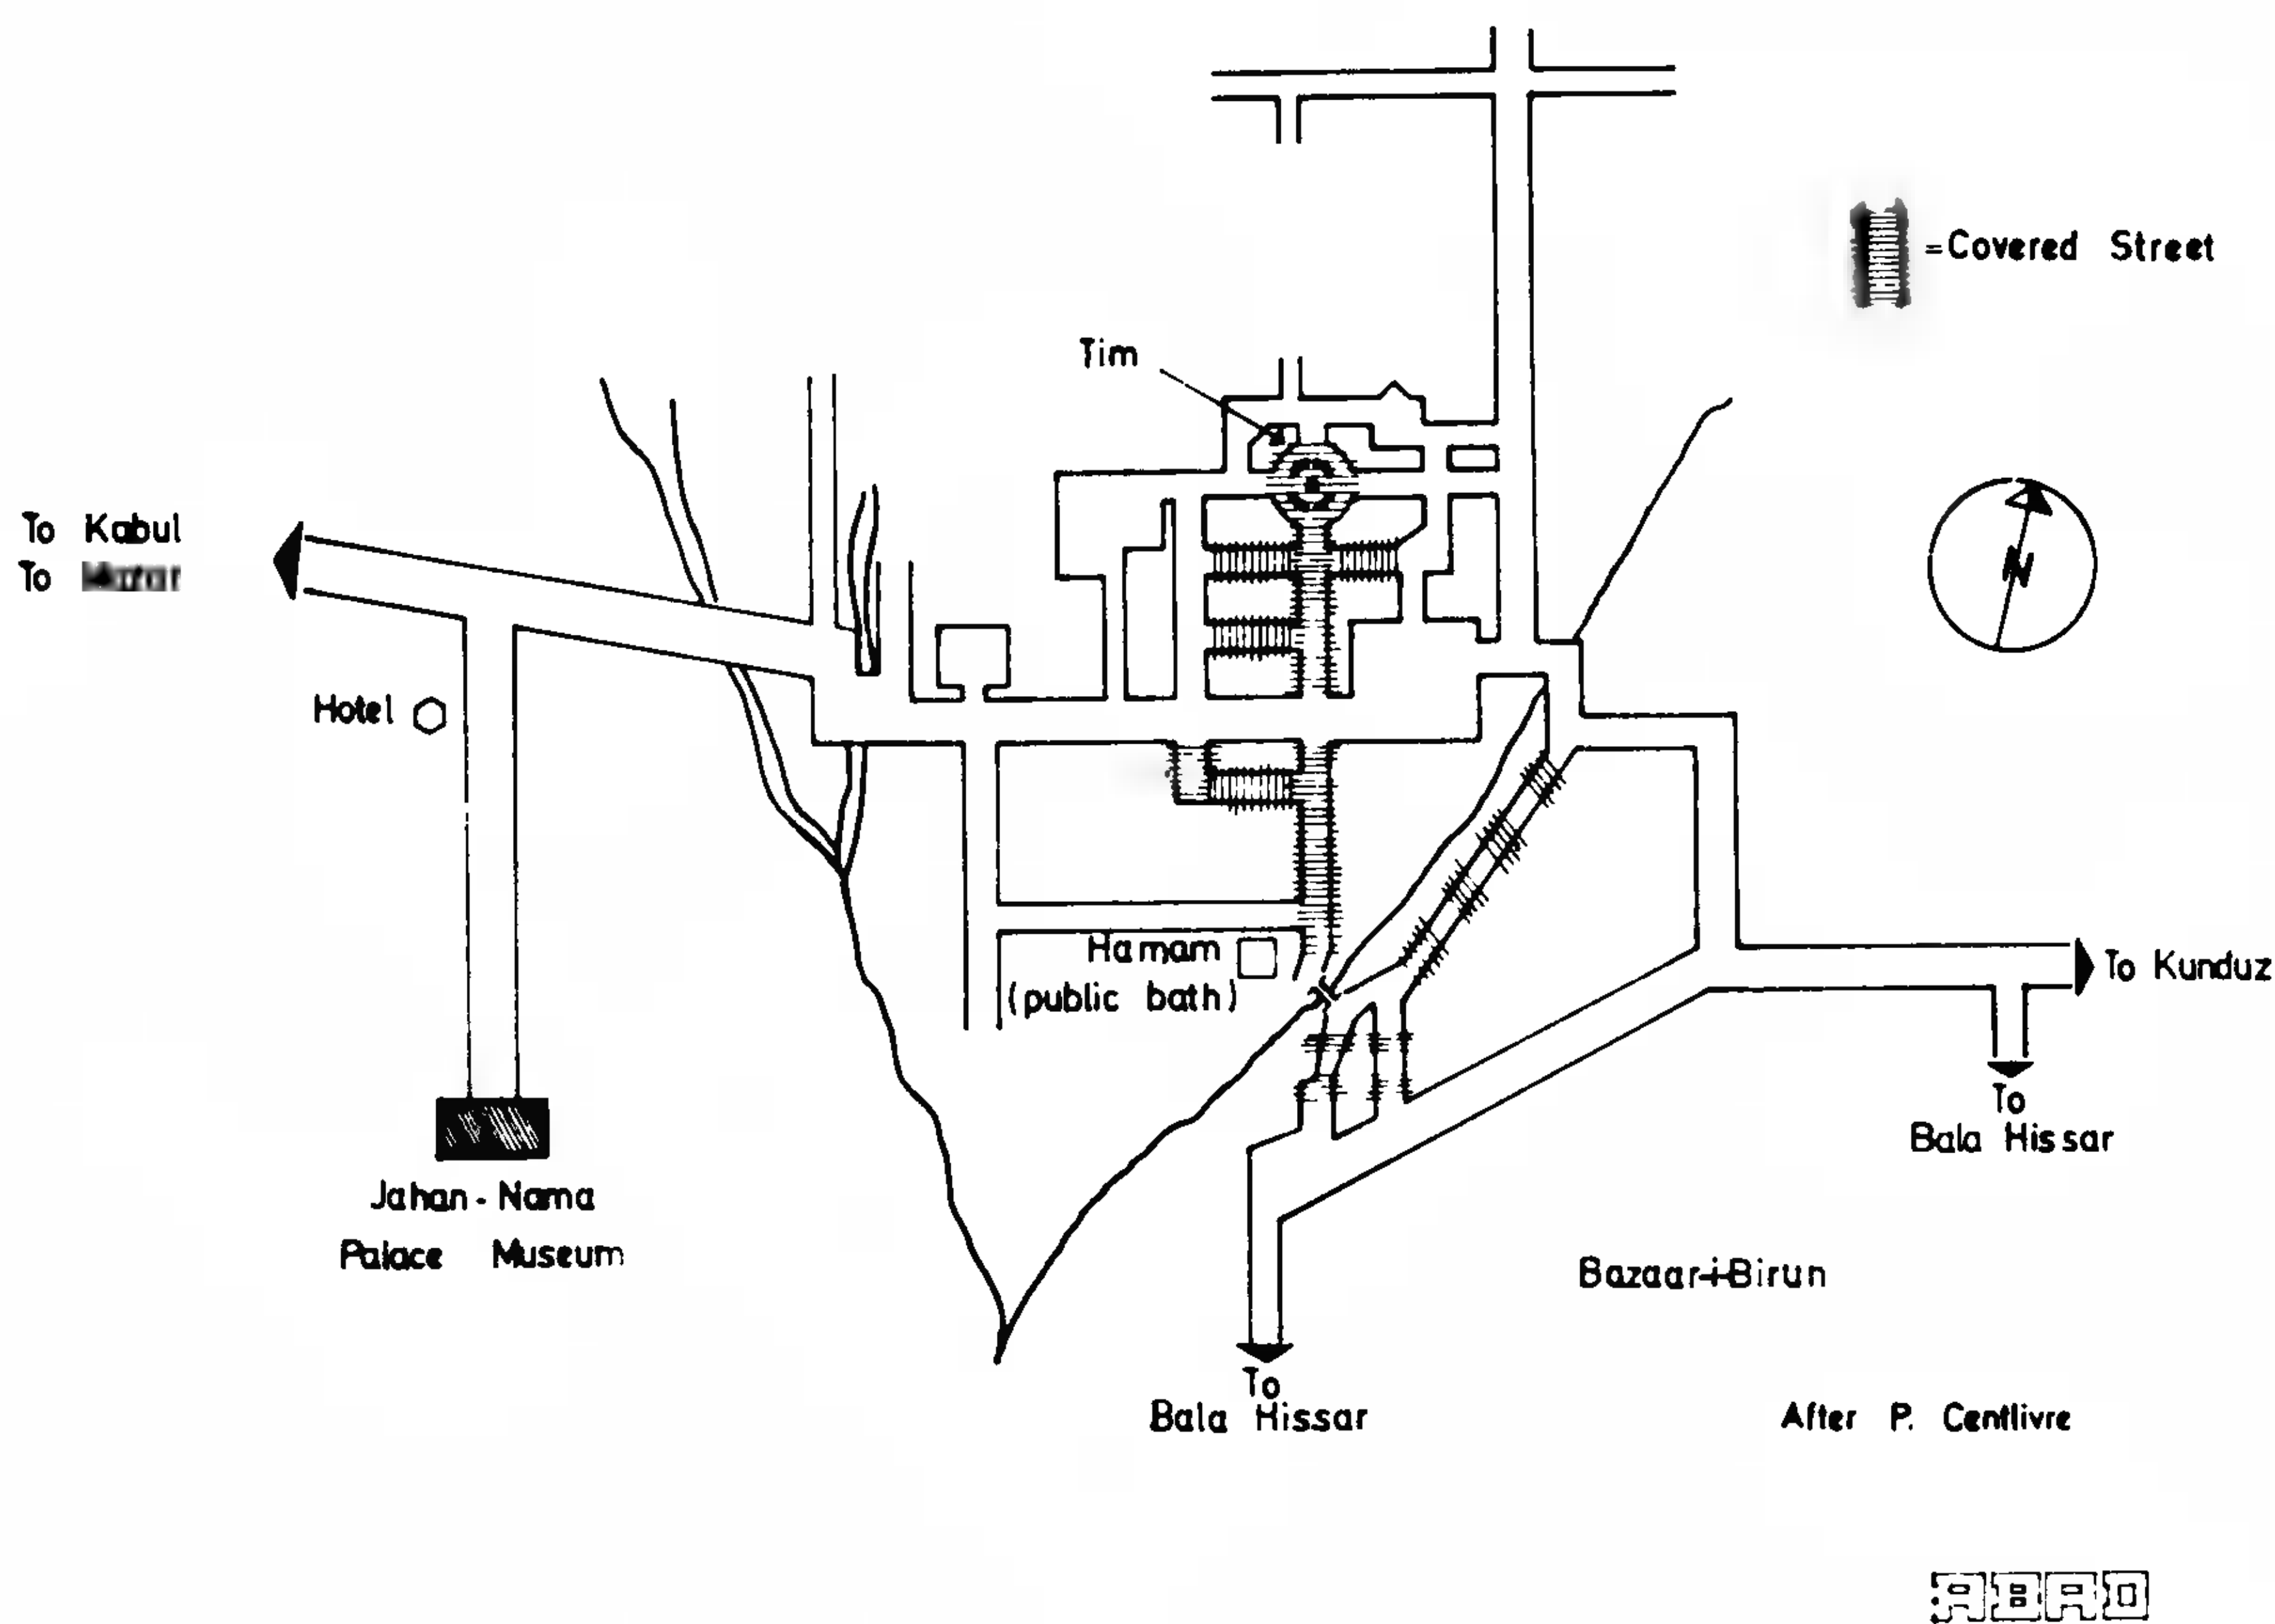 =Covered Street
Tim
To Kabul
To
N
Hotel
Hamam
(public bath)
To Kunduz
To
Bala Hissar
Jahan-Nama
Palace Museum
Bazaar-i-Birun
To
Bala Hissar
After P. Centlivre
ABAD